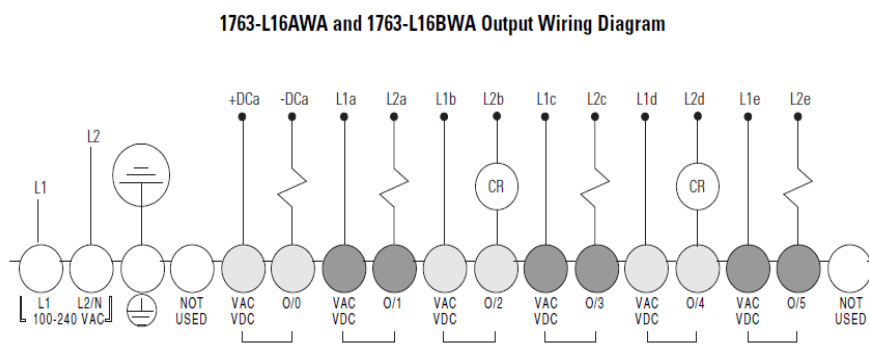 1763-L16AWA and 1763-L16BWA Output Wiring Diagram
+DCa -DCa L1a L2a L1b L2b L1c L2c L1d L2d L1e L2e
L2
L1
CR CR
L1 L2/N NOT VAC O/0 VAC O/1 VAC O/2 VAC O/3 VAC O/4 VAC O/5 NOT
100-240 VAC USED VDC VDC VDC VDC VDC VDC USED